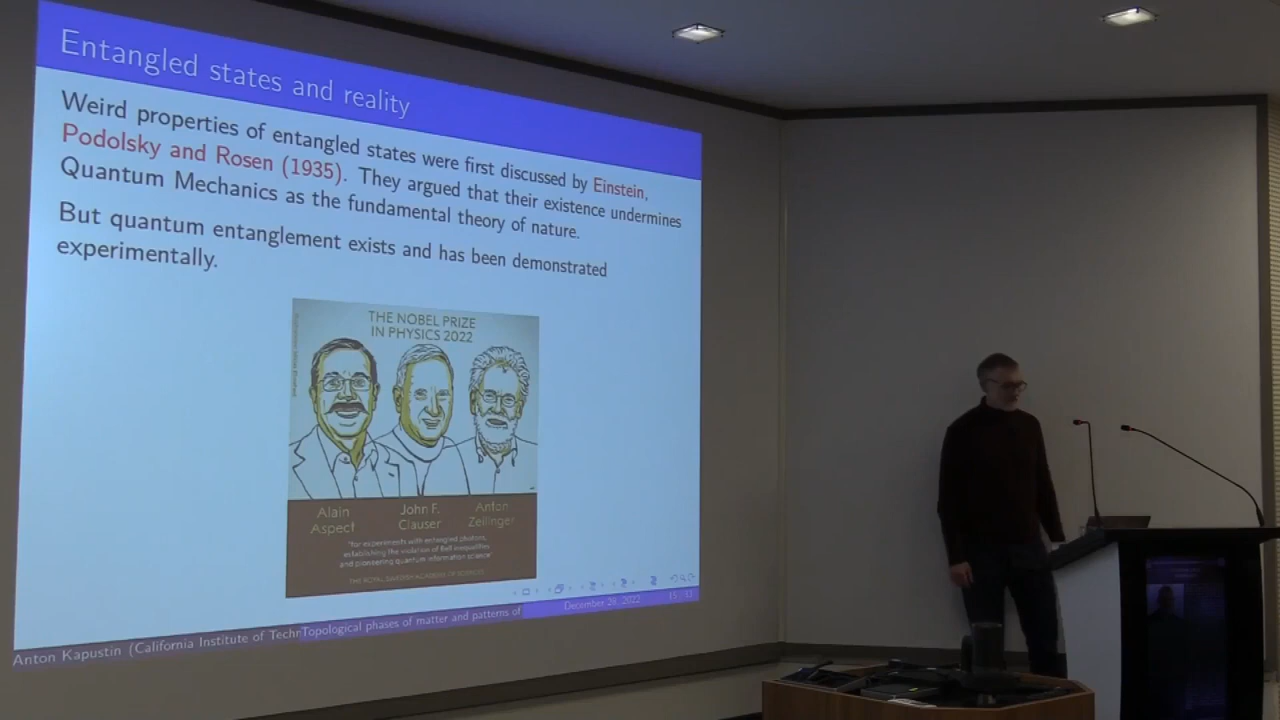 Entangled states and reality
Weird properties of entangled states were first discussed by Einstein,
Podolsky and Rosen (1935). They argued that their existence undermines
Quantum Mechanics as the fundamental theory of nature.
But quantum entanglement exists and has been demonstrated
experimentally.
THE NOBEL PRIZE
IN PHYSICS 2022
Alain
Aspect
John F.
Clauser
Anton
Zeilinger
"for experiments with entangled photons,
establishing the violation of Bell inequalities
and pioneering quantum information science"
THE ROYAL SWEDISH ACADEMY OF SCIENCES
Anton Kapustin (California Institute of Techn Topological phases of matter and patterns of